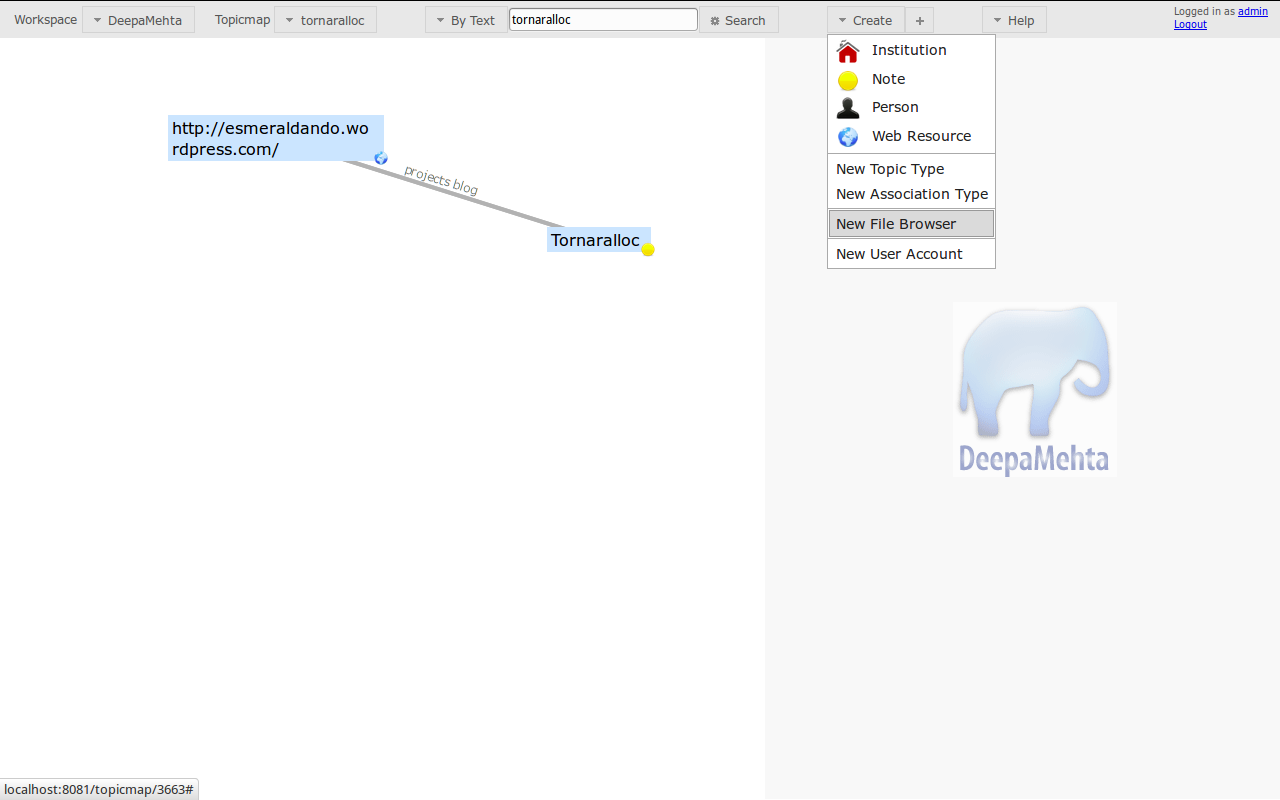 Workspace DeepaMehta Topicmap tornaralloc By Text tornaralloc Search Create + Help Logged in as admin
Logout
Institution
Note
Person
Web Resource
New Topic Type
New Association Type
New File Browser
New User Account
http://esmeraldando.wo
rdpress.com/
projects blog
Tornaralloc
DeepaMehta
localhost:8081/topicmap/3663#